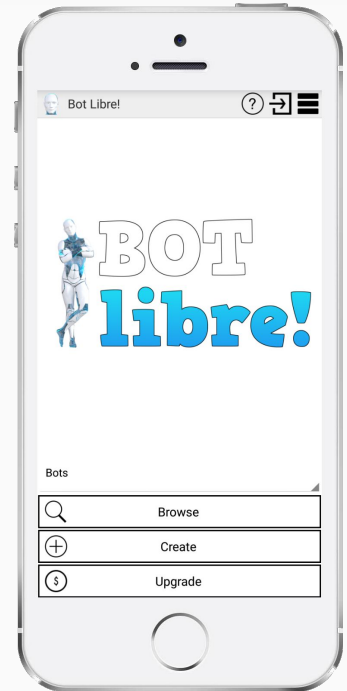 Bot Libre!
?
BOT
libre!
Bots
Browse
Create
$
Upgrade